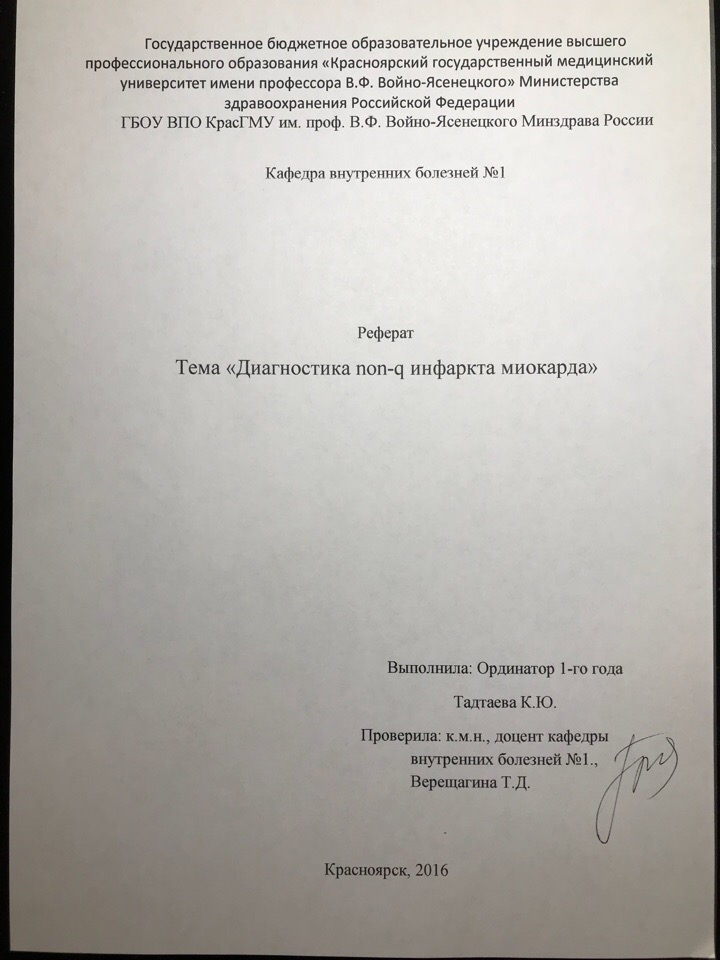 Государственное бюджетное образовательное учреждение высшего
профессионального образования «Красноярский государственный медицинский
университет имени профессора В.Ф. Войно-Ясенецкого» Министерства
здравоохранения Российской Федерации
ГБОУ ВПО КрасГМУ им. проф. В.Ф. Войно-Ясенецкого Минздрава России
Кафедра внутренних болезней №1
Реферат
Тема «Диагностика non-q инфаркта миокарда»
Выполнила: Ординатор 1-го года
Тадтаева К.Ю.
Проверила: к.м.н., доцент кафедры
внутренних болезней №1.,
Верещагина Т.Д.
Красноярск, 2016